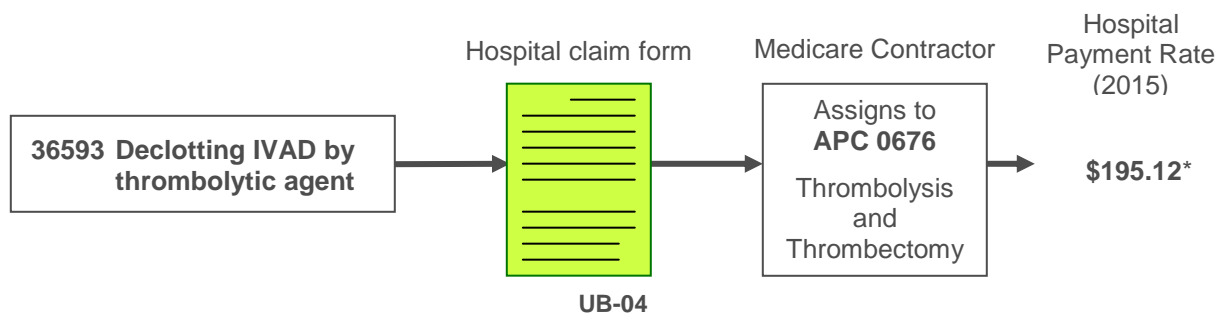 Hospital
Payment Rate
(2015)
Hospital claim form
Medicare Contractor
36593 Declotting IVAD by
thrombolytic agent
Assigns to
APC 0676
Thrombolysis
and
Thrombectomy
$195.12*
UB-04